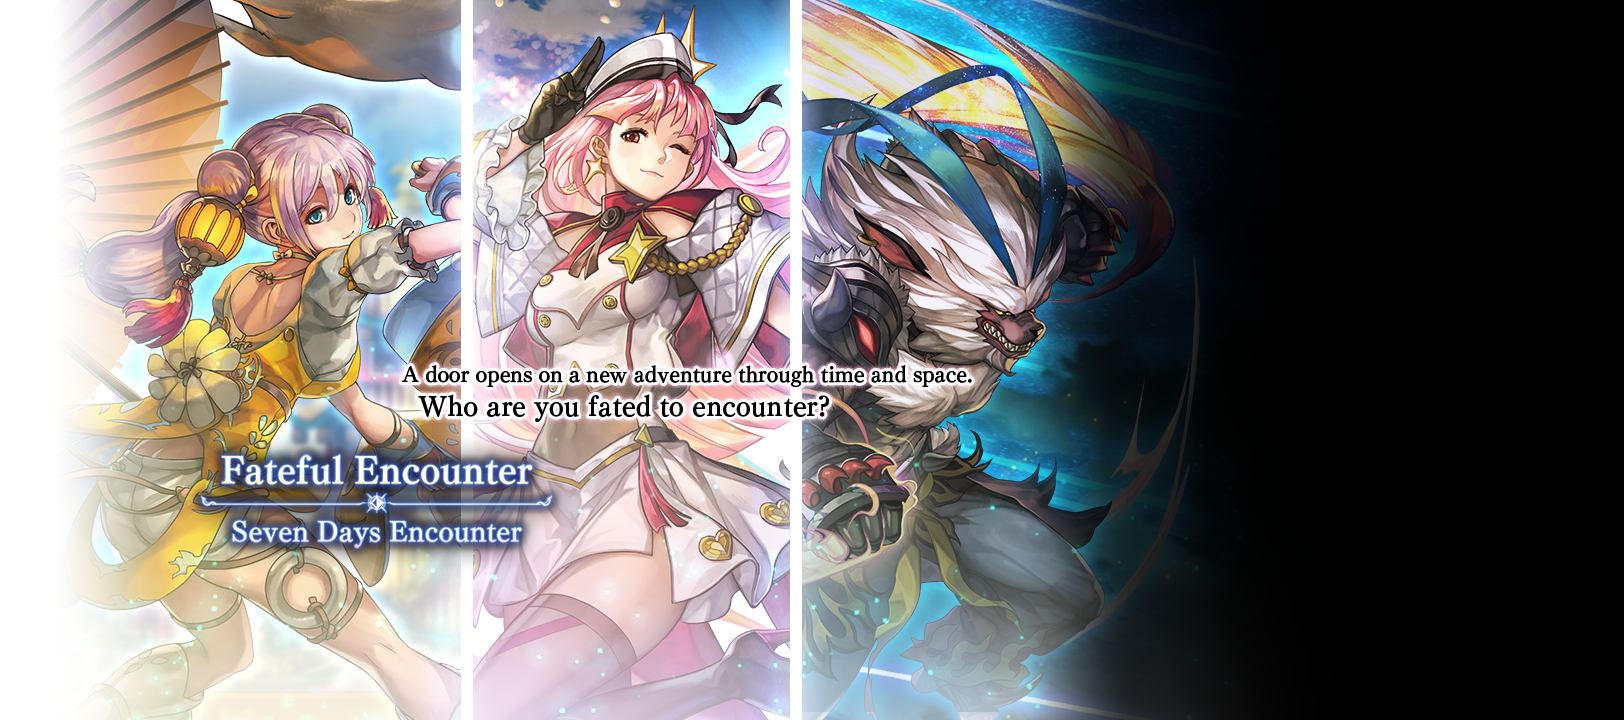 A door opens on a new adventure through time and space.
Who are you fated to encounter?
Fateful Encounter
Seven Days Encounter